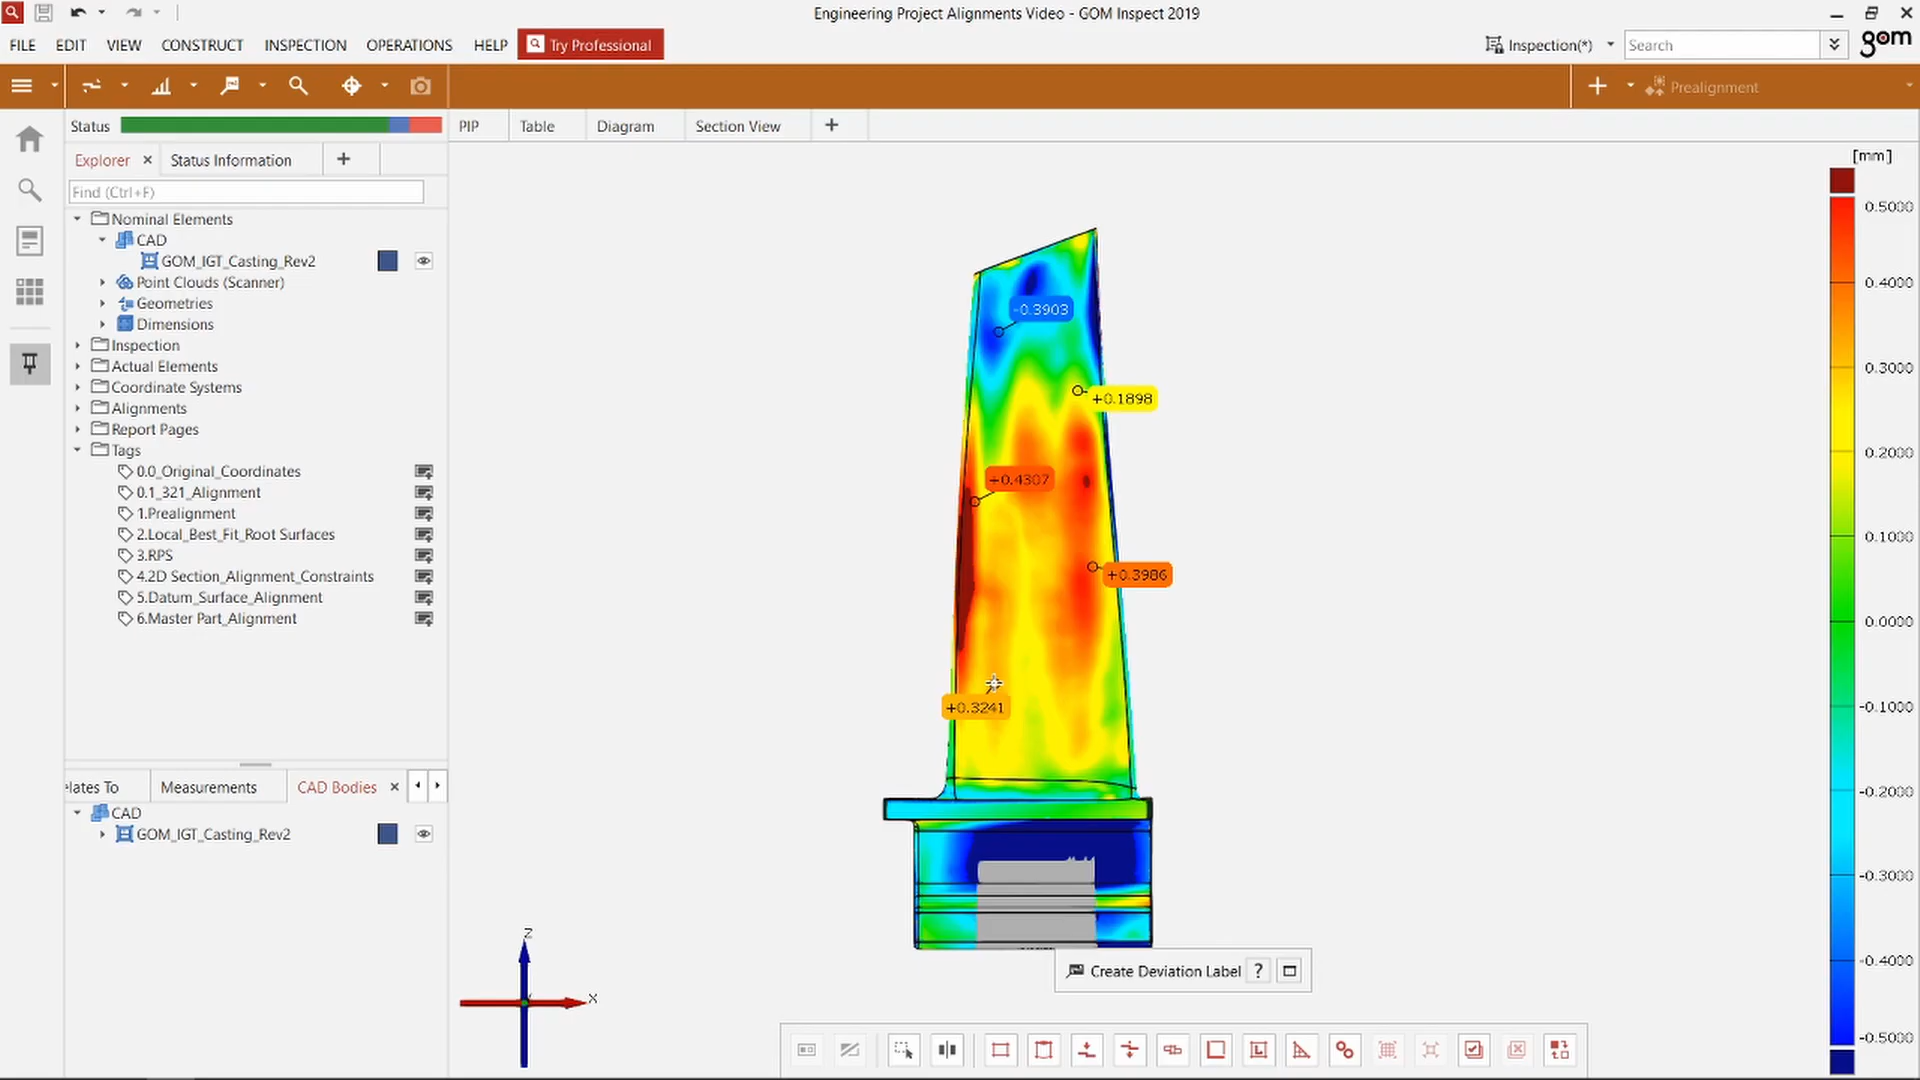 Engineering Project Alignments Video - GOM Inspect 2019
FILE EDIT VIEW CONSTRUCT INSPECTION OPERATIONS HELP Try Professional
Inspection(*)
Search
gom
Prealignment
Status
PIP Table Diagram Section View +
Explorer × Status Information +
Find (Ctrl+F)
Nominal Elements
CAD
GOM_IGT_Casting_Rev2
Point Clouds (Scanner)
Geometries
Dimensions
Inspection
Actual Elements
Coordinate Systems
Alignments
Report Pages
Tags
0.0_Original_Coordinates
0.1_321_Alignment
1.Prealignment
2.Local_Best_Fit_Root Surfaces
3.RPS
4.2D Section_Alignment_Constraints
5.Datum_Surface_Alignment
6.Master Part_Alignment
elates To Measurements CAD Bodies ×
CAD
GOM_IGT_Casting_Rev2
-0.3903
+0.1898
+0.4307
+0.3986
+0.3241
Z
X
Create Deviation Label ?
[mm]
0.5000
0.4000
0.3000
0.2000
0.1000
0.0000
-0.1000
-0.2000
-0.3000
-0.4000
-0.5000